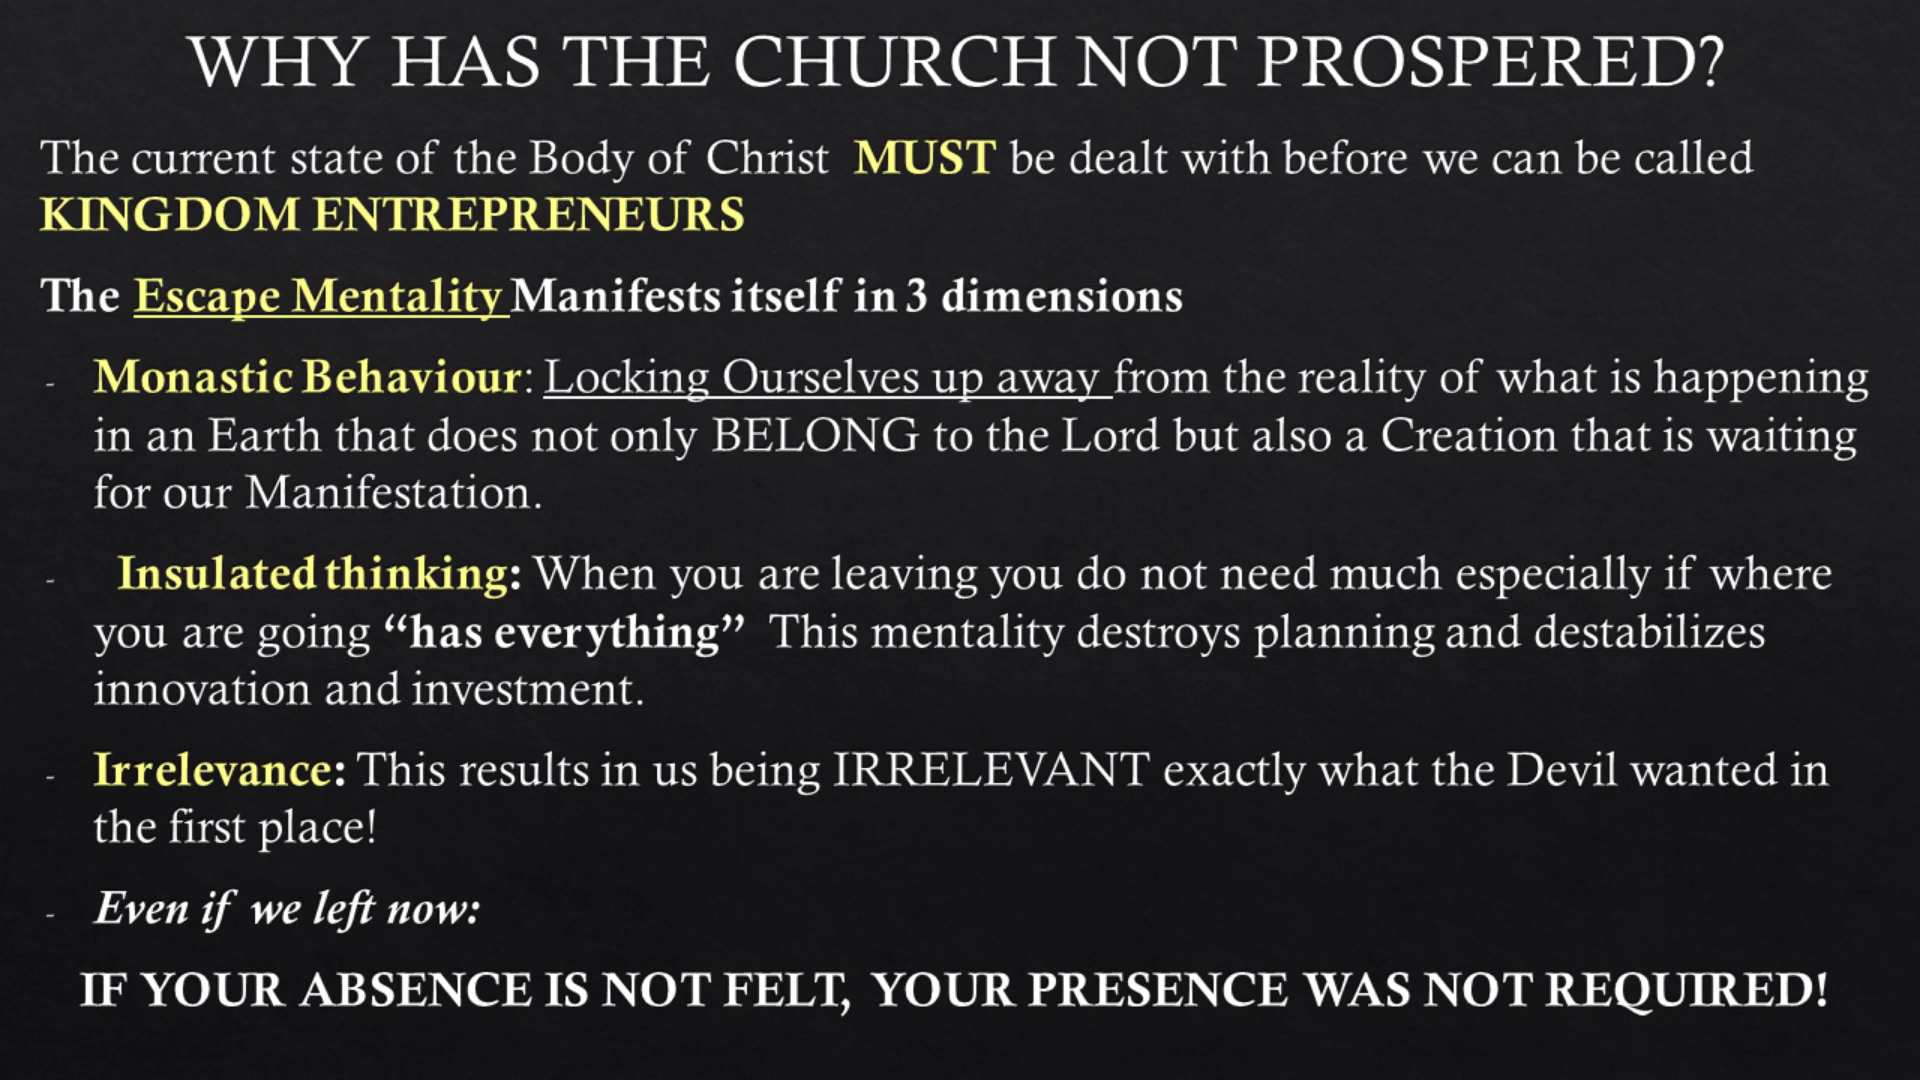 WHY HAS THE CHURCH NOT PROSPERED?
The current state of the Body of Christ MUST be dealt with before we can be called
KINGDOM ENTREPRENEURS
The Escape Mentality Manifests itself in 3 dimensions
- Monastic Behaviour: Locking Ourselves up away from the reality of what is happening
in an Earth that does not only BELONG to the Lord but also a Creation that is waiting
for our Manifestation.
- Insulated thinking: When you are leaving you do not need much especially if where
you are going “has everything” This mentality destroys planning and destabilizes
innovation and investment.
- Irrelevance: This results in us being IRRELEVANT exactly what the Devil wanted in
the first place!
- Even if we left now:
IF YOUR ABSENCE IS NOT FELT, YOUR PRESENCE WAS NOT REQUIRED!